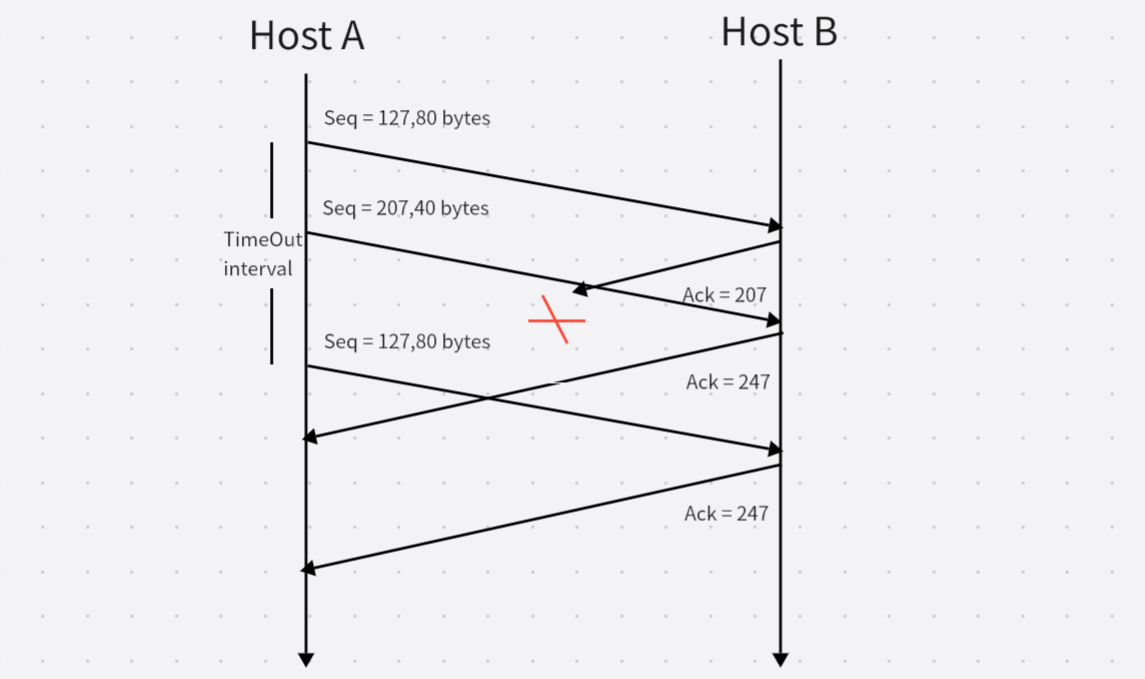 Host A
Host B
Seq = 127,80 bytes
Seq = 207,40 bytes
TimeOut
interval
Ack = 207
Seq = 127,80 bytes
Ack = 247
Ack = 247